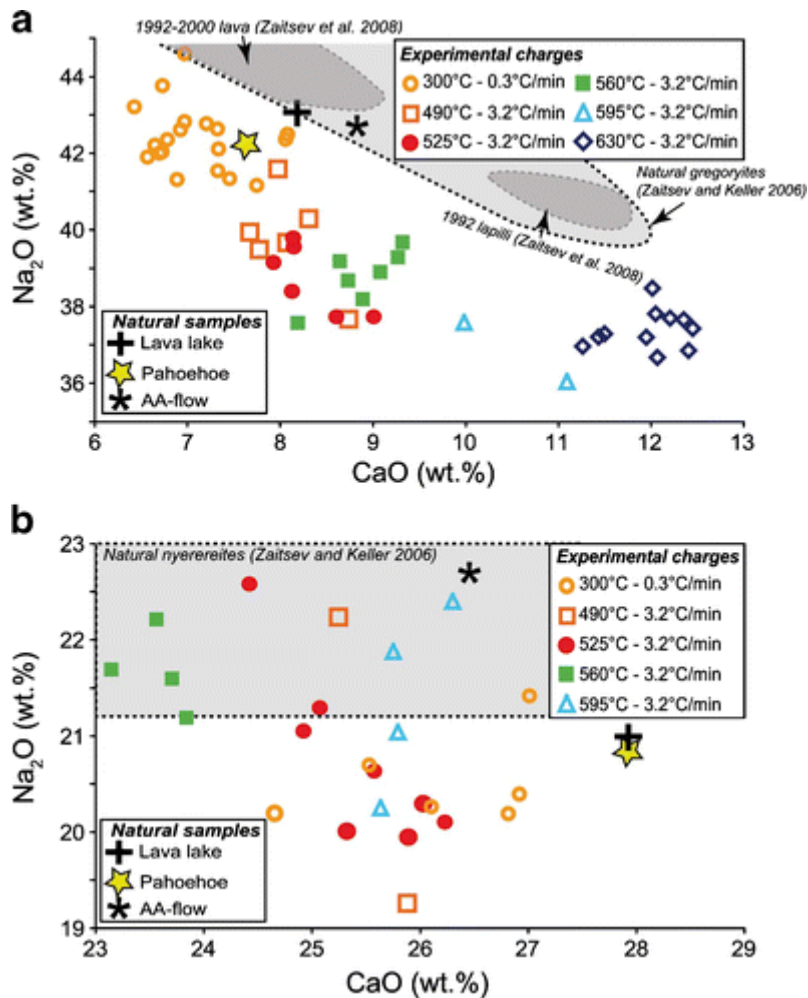 a
1992-2000 lava (Zaitsev et al. 2008)
Experimental charges
300°C - 0.3°C/min
560°C - 3.2°C/min
490°C - 3.2°C/min
595°C - 3.2°C/min
525°C - 3.2°C/min
630°C - 3.2°C/min
Natural gregoryites
(Zaitsev and Keller 2006)
1992 lapilli (Zaitsev et al. 2008)
Natural samples
Lava lake
Pahoehoe
AA-flow
Na2O (wt.%)
44
42
40
38
36
6 7 8 9 10 11 12 13
CaO (wt.%)
b
Natural nyerereites (Zaitsev and Keller 2006)
Experimental charges
300°C - 0.3°C/min
490°C - 3.2°C/min
525°C - 3.2°C/min
560°C - 3.2°C/min
595°C - 3.2°C/min
Natural samples
Lava lake
Pahoehoe
AA-flow
Na2O (wt.%)
23
22
21
20
19
23 24 25 26 27 28 29
CaO (wt.%)